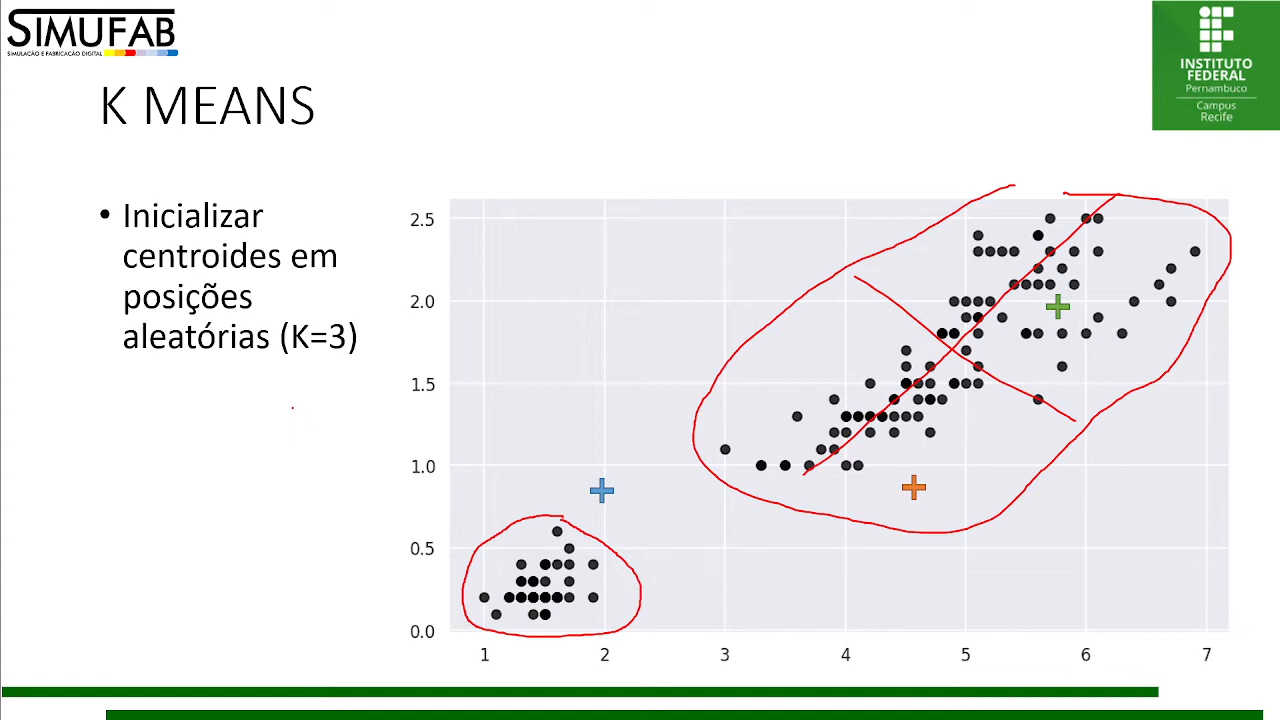 SIMUFAB
SIMULAÇÃO E FABRICAÇÃO DIGITAL
INSTITUTO
FEDERAL
Pernambuco
Campus
Recife
K MEANS
• Inicializar
centroides em
posições
aleatórias (K=3)
2.5
2.0
1.5
1.0
0.5
0.0
1 2 3 4 5 6 7